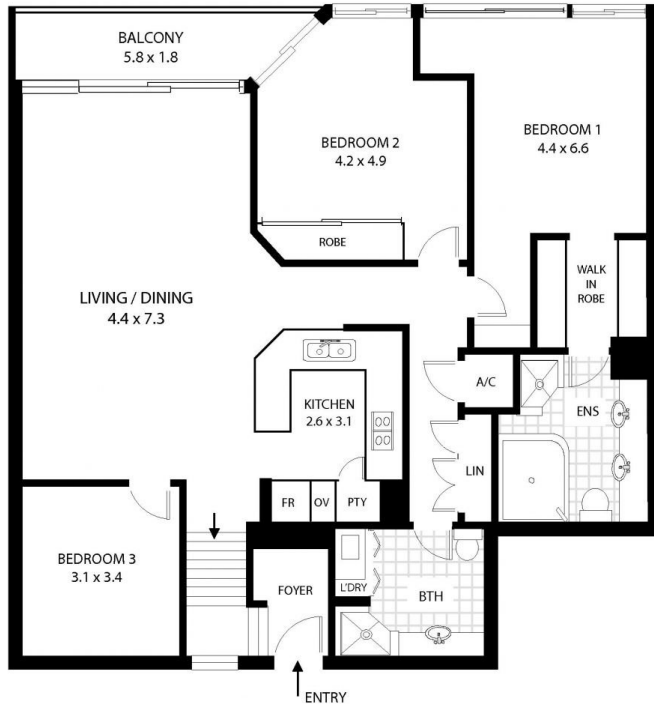 BALCONY
5.8 x 1.8
BEDROOM 2
4.2 x 4.9
BEDROOM 1
4.4 x 6.6
ROBE
WALK
IN
ROBE
LIVING / DINING
4.4 x 7.3
KITCHEN
2.6 x 3.1
A/C
ENS
LIN
FR
OV
PTY
BEDROOM 3
3.1 x 3.4
FOYER
L'DRY
BTH
ENTRY